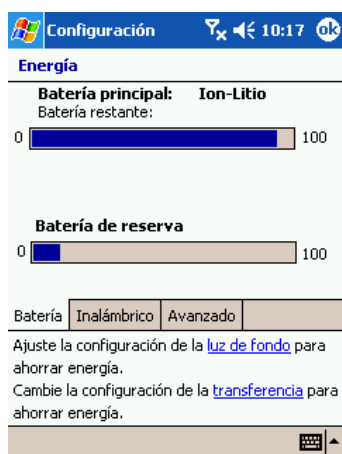 Configuración 10:17 ok
Energía
Batería principal: Ion-Litio
Batería restante:
0 100
Batería de reserva
0 100
Batería Inalámbrico Avanzado
Ajuste la configuración de la luz de fondo para
ahorrar energía.
Cambie la configuración de la transferencia para
ahorrar energía.